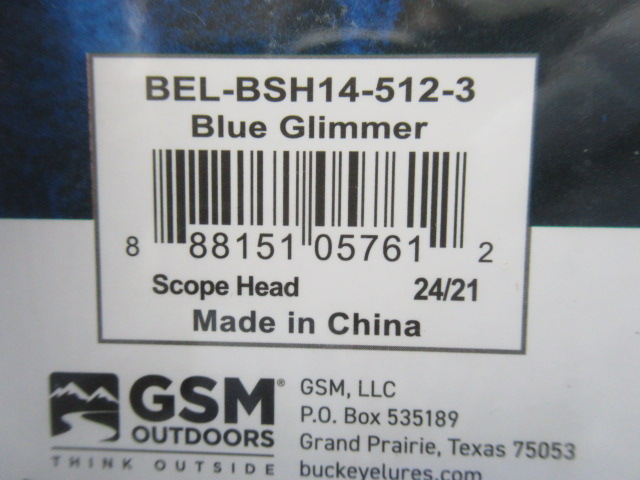 BEL-BSH14-512-3
Blue Glimmer
8 88151 05761 2
Scope Head 24/21
Made in China
GSM®
OUTDOORS
THINK OUTSIDE
GSM, LLC
P.O. Box 535189
Grand Prairie, Texas 75053
buckeyelures.com